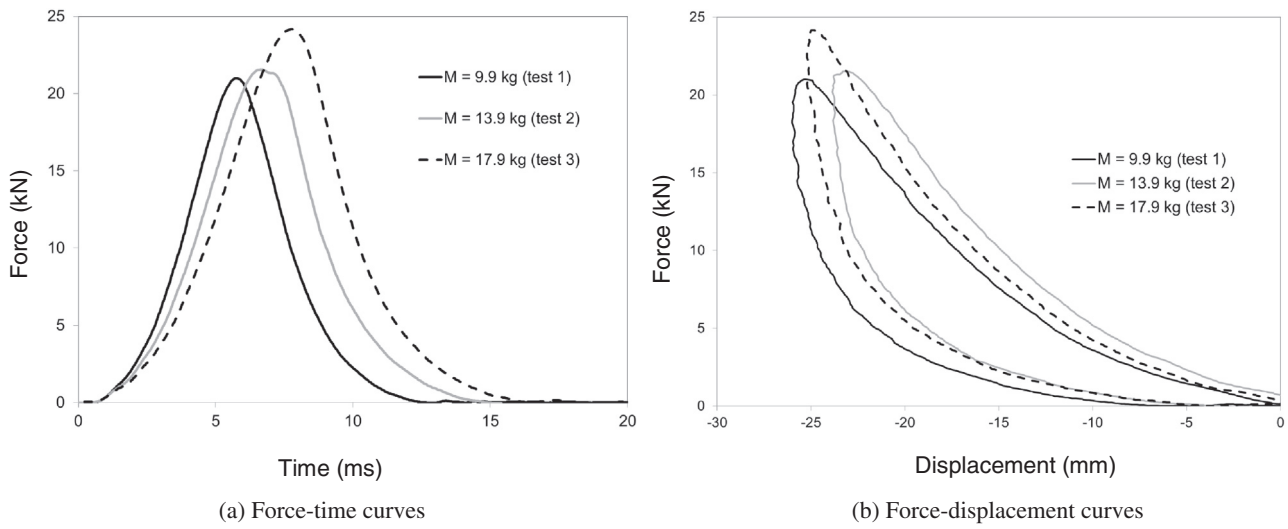 25
20
15
10
5
0
Force (kN)
M = 9.9 kg (test 1)
M = 13.9 kg (test 2)
M = 17.9 kg (test 3)
0
5
10
15
20
Time (ms)
(a) Force-time curves
25
20
15
10
5
0
Force (kN)
M = 9.9 kg (test 1)
M = 13.9 kg (test 2)
M = 17.9 kg (test 3)
-30
-25
-20
-15
-10
-5
0
Displacement (mm)
(b) Force-displacement curves